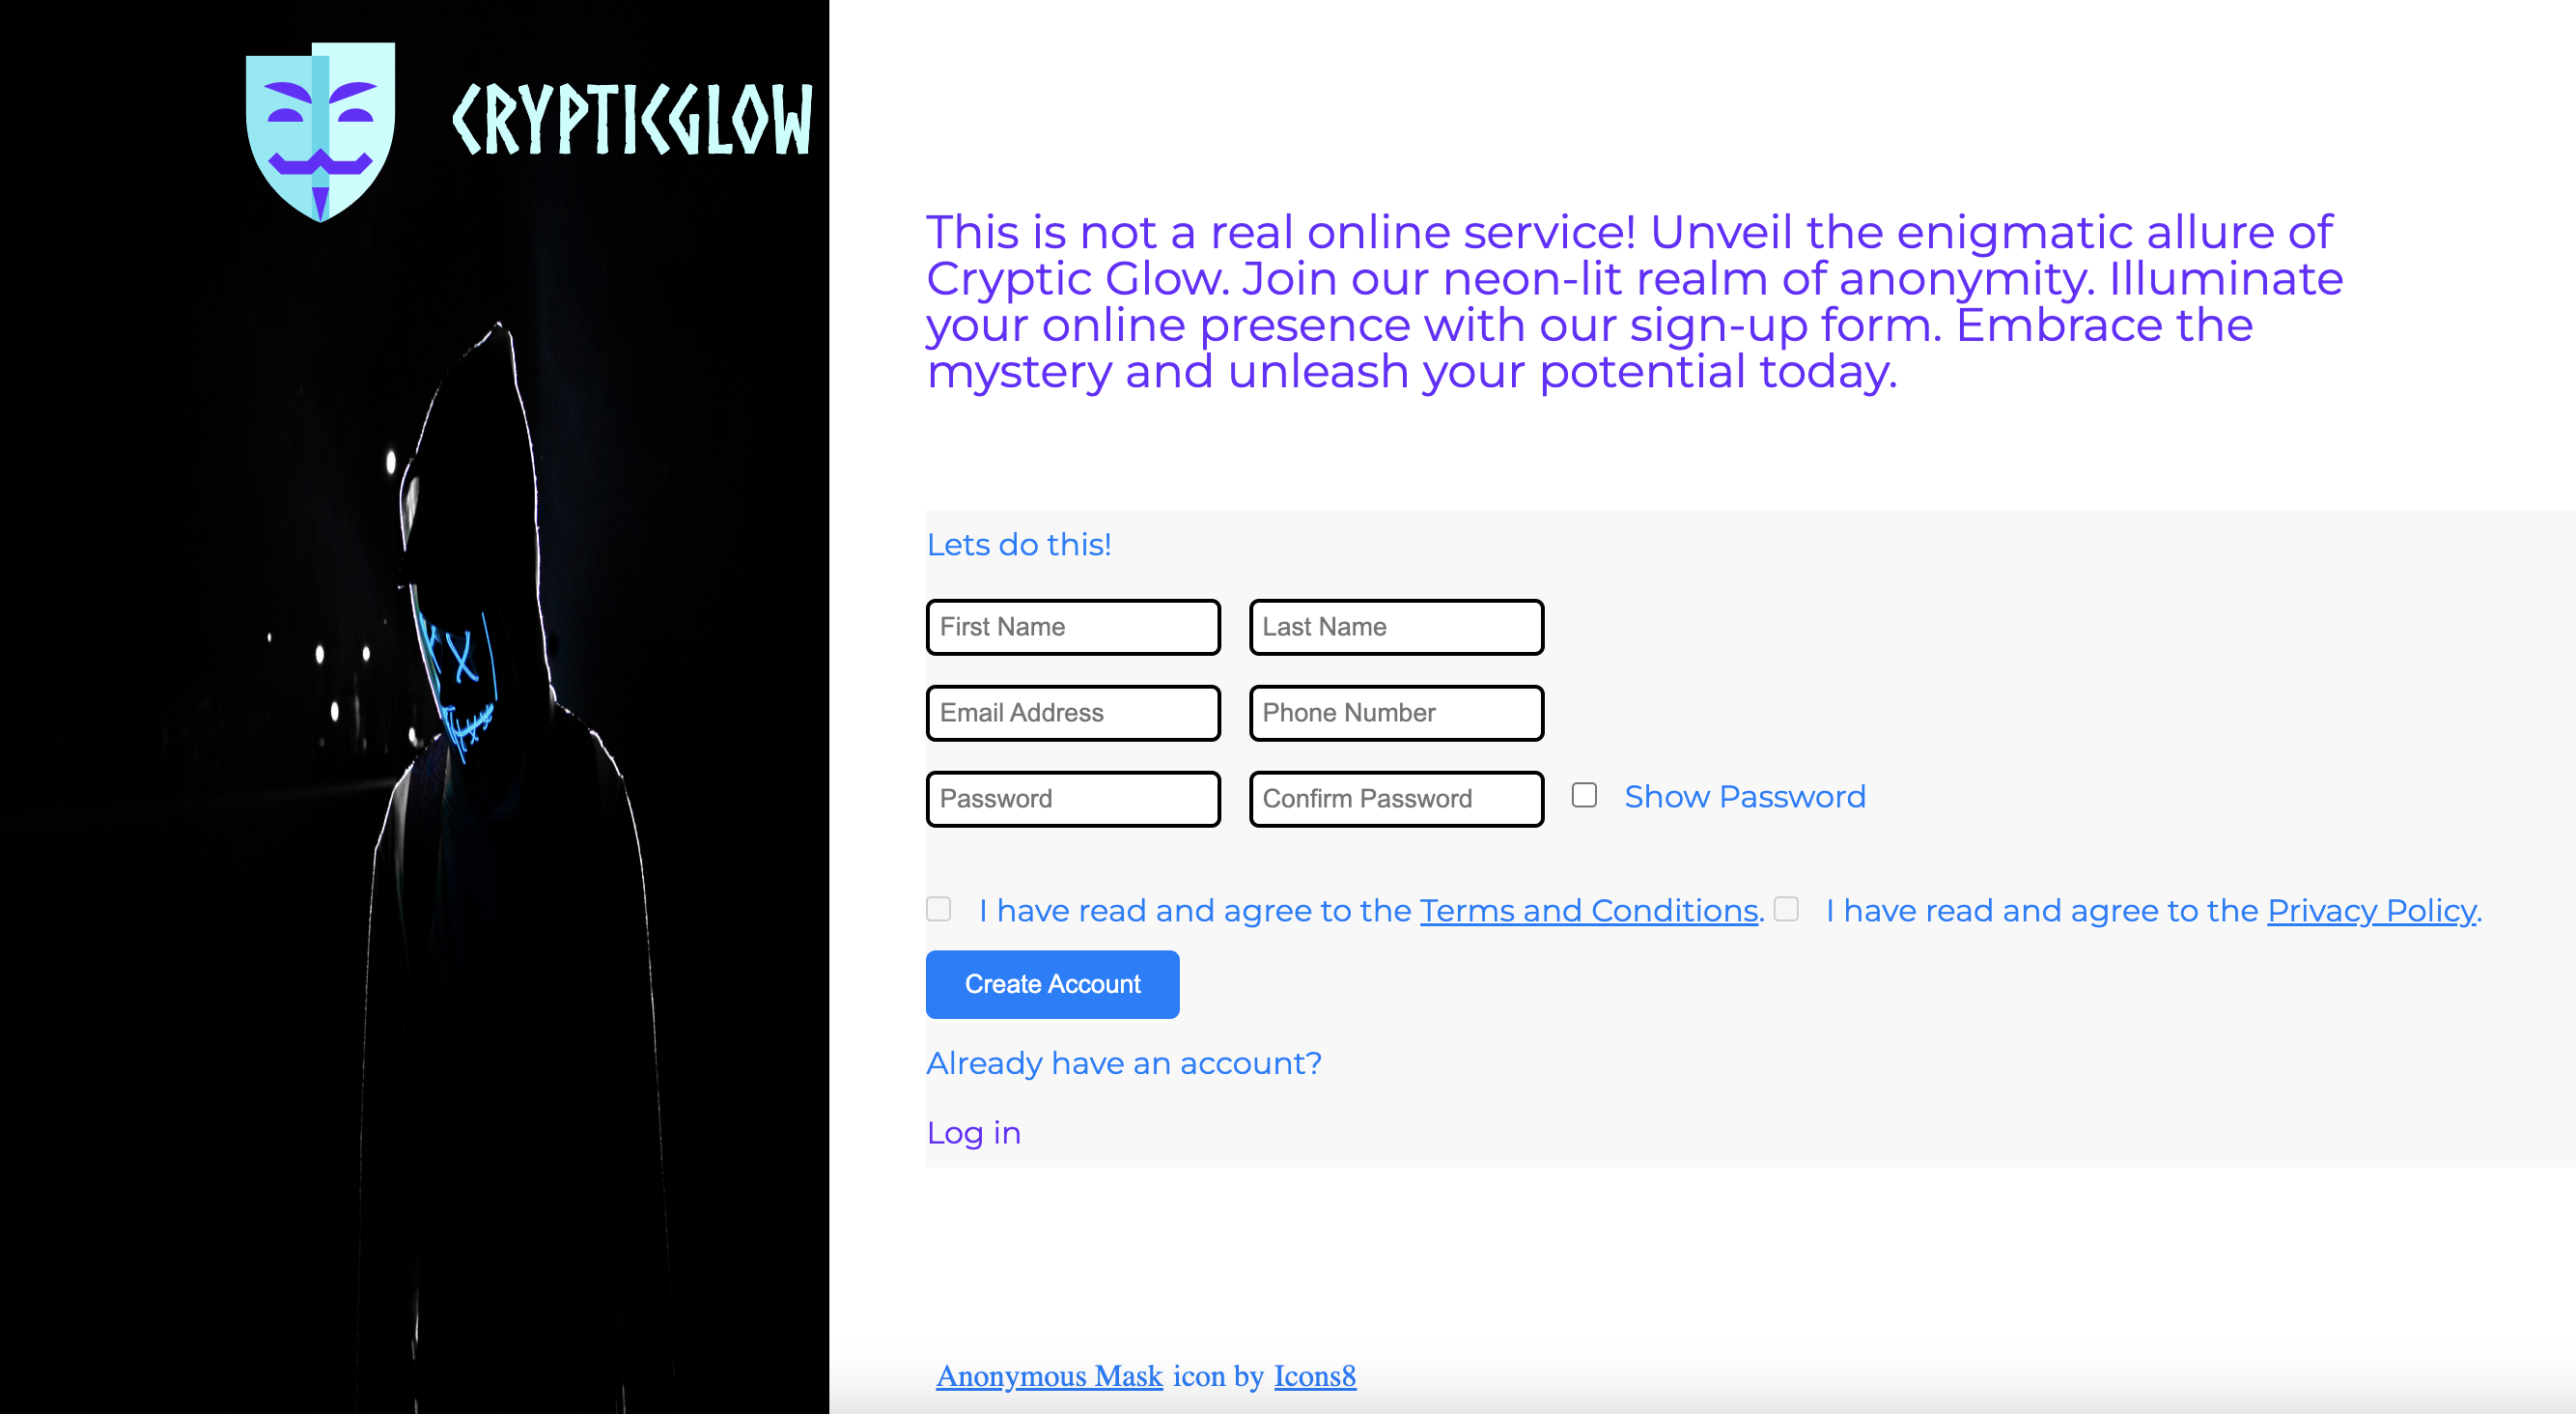 CRYPTICGLOW
This is not a real online service! Unveil the enigmatic allure of
Cryptic Glow. Join our neon-lit realm of anonymity. Illuminate
your online presence with our sign-up form. Embrace the
mystery and unleash your potential today.
Lets do this!
First Name Last Name
Email Address Phone Number
Password Confirm Password Show Password
I have read and agree to the Terms and Conditions. I have read and agree to the Privacy Policy.
Create Account
Already have an account?
Log in
Anonymous Mask icon by Icons8